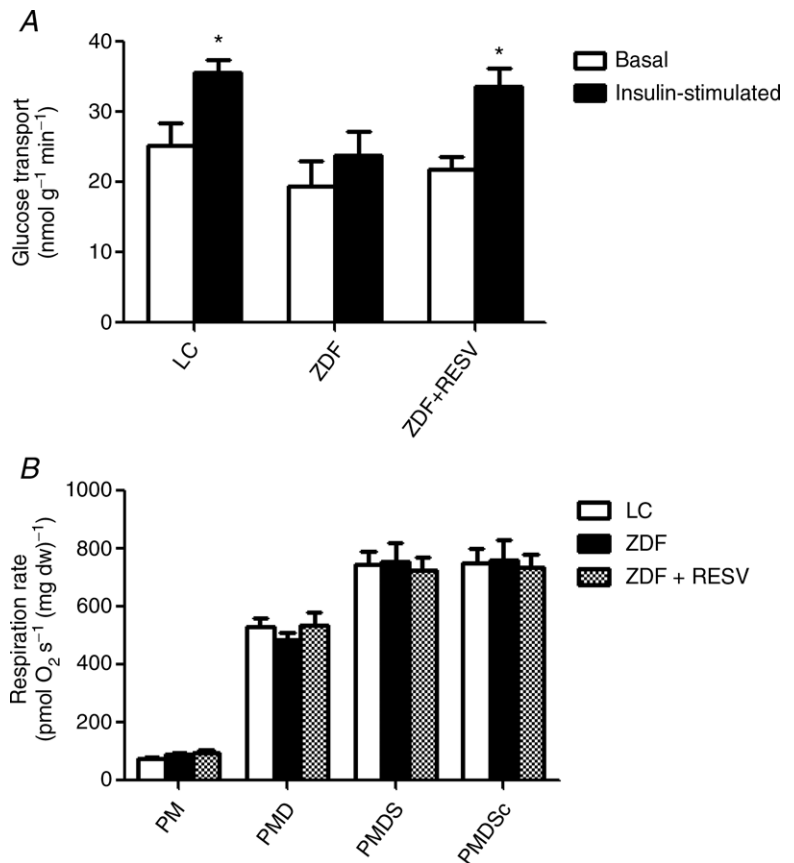 A
Glucose transport
(nmol g⁻¹ min⁻¹)
40
30
20
10
0
*
*
LC
ZDF
ZDF+RESV
Basal
Insulin-stimulated
B
Respiration rate
(pmol O₂ s⁻¹ (mg dw)⁻¹)
1000
800
600
400
200
0
PM
PMD
PMDS
PMDSc
LC
ZDF
ZDF + RESV